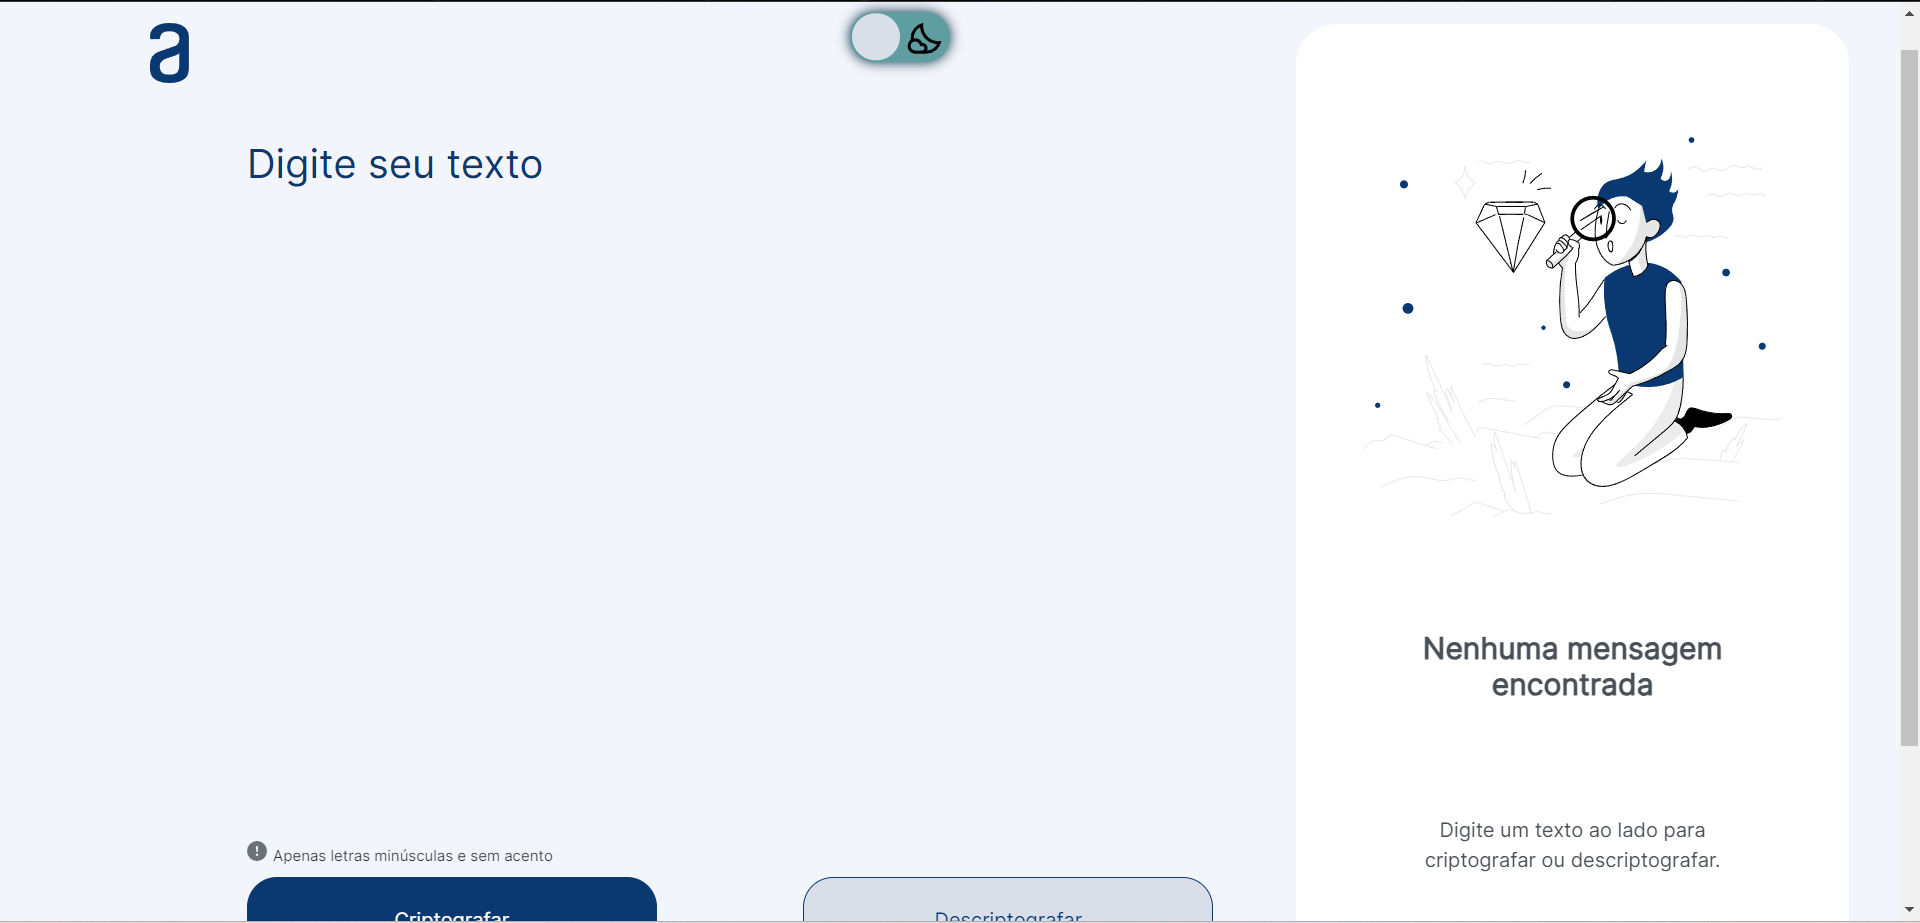 a
Digite seu texto
Nenhuma mensagem
encontrada
Digite um texto ao lado para
criptografar ou descriptografar.
! Apenas letras minúsculas e sem acento
Criptografar
Descriptografar